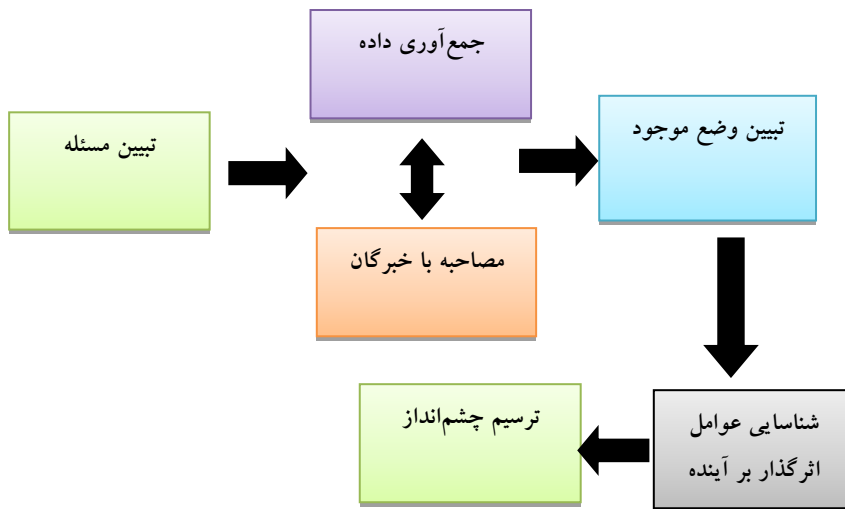 تبیین مسئله
جمع‌آوری داده
مصاحبه با خبرگان
تبیین وضع موجود
شناسایی عوامل
اثرگذار بر آینده
ترسیم چشم‌انداز